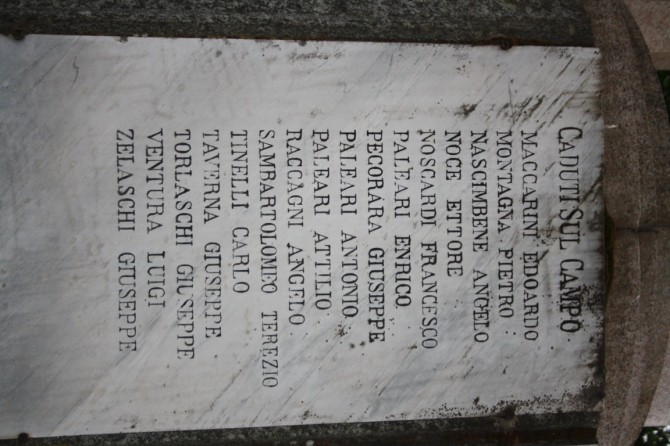 CADUTI SUL CAMPO
MACCARINI EDOARDO
MONTAGNA PIETRO
NASCIMBENE ANGELO
NOCE ETTORE
NOSCARDI FRANCESCO
PALEARI ENRICO
PECORARA GIUSEPPE
PALEARI ANTONIO
PALEARI ATTILIO
RACCAGNI ANGELO
SAMBARTOLOMEO TEREZIO
TINELLI CARLO
TAVERNA GIUSEPPE
TORLASCHI GIUSEPPE
VENTURA LUIGI
ZELASCHI GIUSEPPE